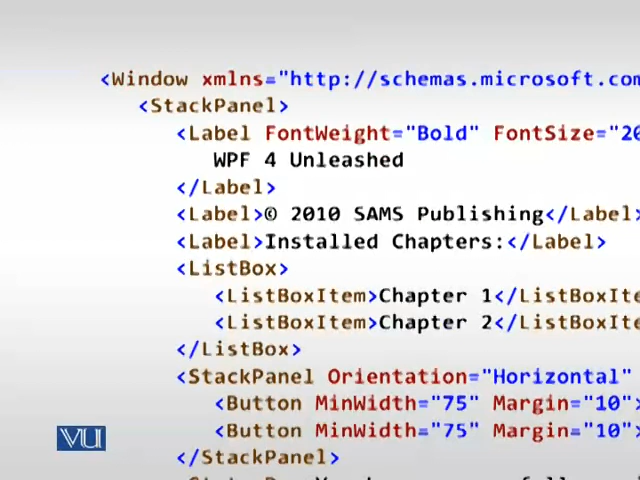 <Window xmlns="http://schemas.microsoft.com
<StackPanel>
<Label FontWeight="Bold" FontSize="20
WPF 4 Unleashed
</Label>
<Label>© 2010 SAMS Publishing</Label>
<Label>Installed Chapters:</Label>
<ListBox>
<ListBoxItem>Chapter 1</ListBoxIte
<ListBoxItem>Chapter 2</ListBoxIte
</ListBox>
<StackPanel Orientation="Horizontal"
<Button MinWidth="75" Margin="10">
<Button MinWidth="75" Margin="10">
</StackPanel>
VU